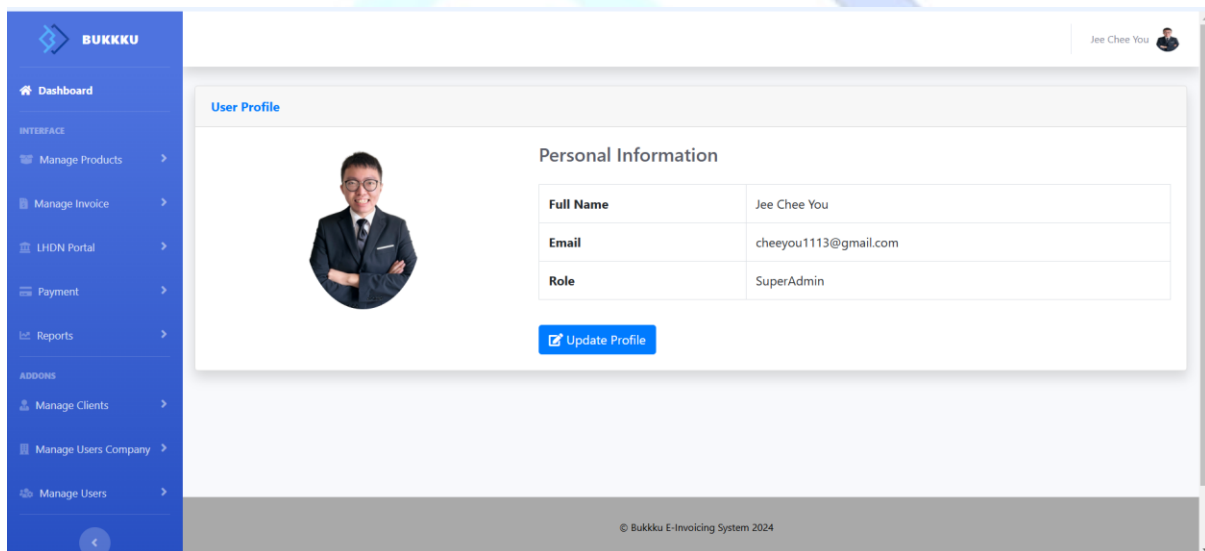 BUKKKU
Jee Chee You
Dashboard
User Profile
INTERFACE
Manage Products
Manage Invoice
LHDN Portal
Payment
Reports
ADDONS
Manage Clients
Manage Users Company
Manage Users
Personal Information
Full Name Jee Chee You
Email cheeyou1113@gmail.com
Role SuperAdmin
Update Profile
© Bukkku E-Invoicing System 2024